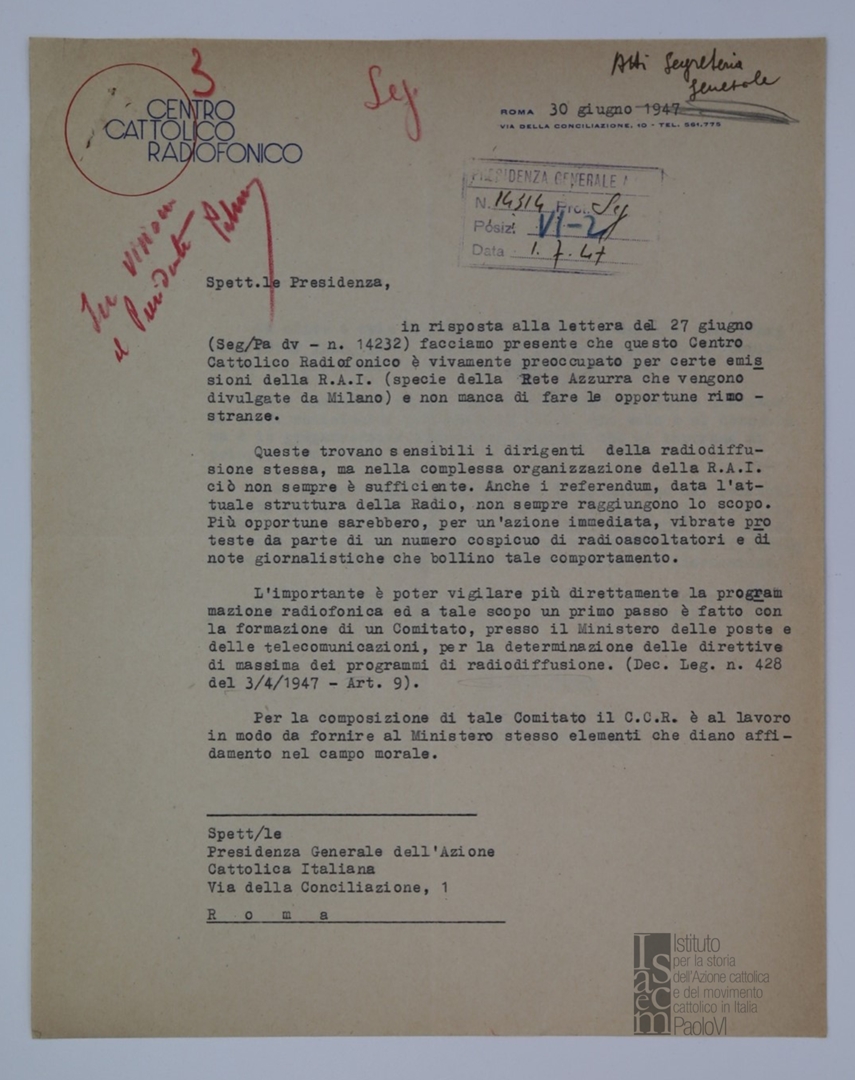 3
Seg
Atti Segreteria
Generale
CENTRO
CATTOLICO
RADIOFONICO
ROMA 30 giugno 1947
VIA DELLA CONCILIAZIONE, 10 - TEL. 561.775
PRESIDENZA GENERALE
N. 14314 Prot. Seg
Posiz. VI-2
Data 1.7.47
Per visione
il Presidente
Spett.le Presidenza,
in risposta alla lettera del 27 giugno
(Seg/Pa dv - n. 14232) facciamo presente che questo Centro
Cattolico Radiofonico è vivamente preoccupato per certe emis
sioni della R.A.I. (specie della Rete Azzurra che vengono
divulgate da Milano) e non manca di fare le opportune rimo -
stranze.
Queste trovano sensibili i dirigenti della radiodiffu-
sione stessa, ma nella complessa organizzazione della R.A.I.
ciò non sempre è sufficiente. Anche i referendum, data l'at-
tuale struttura della Radio, non sempre raggiungono lo scopo.
Più opportune sarebbero, per un'azione immediata, vibrate pro
teste da parte di un numero cospicuo di radioascoltatori e di
note giornalistiche che bollino tale comportamento.
L'importante è poter vigilare più direttamente la program
mazione radiofonica ed a tale scopo un primo passo è fatto con
la formazione di un Comitato, presso il Ministero delle poste e
delle telecomunicazioni, per la determinazione delle direttive
di massima dei programmi di radiodiffusione. (Dec. Leg. n. 428
del 3/4/1947 - Art. 9).
Per la composizione di tale Comitato il C.C.R. è al lavoro
in modo da fornire al Ministero stesso elementi che diano affi-
damento nel campo morale.
Spett/le
Presidenza Generale dell'Azione
Cattolica Italiana
Via della Conciliazione, 1
R o m a
Isacem
Istituto
per la storia
dell'Azione cattolica
e del movimento
cattolico in Italia
PaoloVI